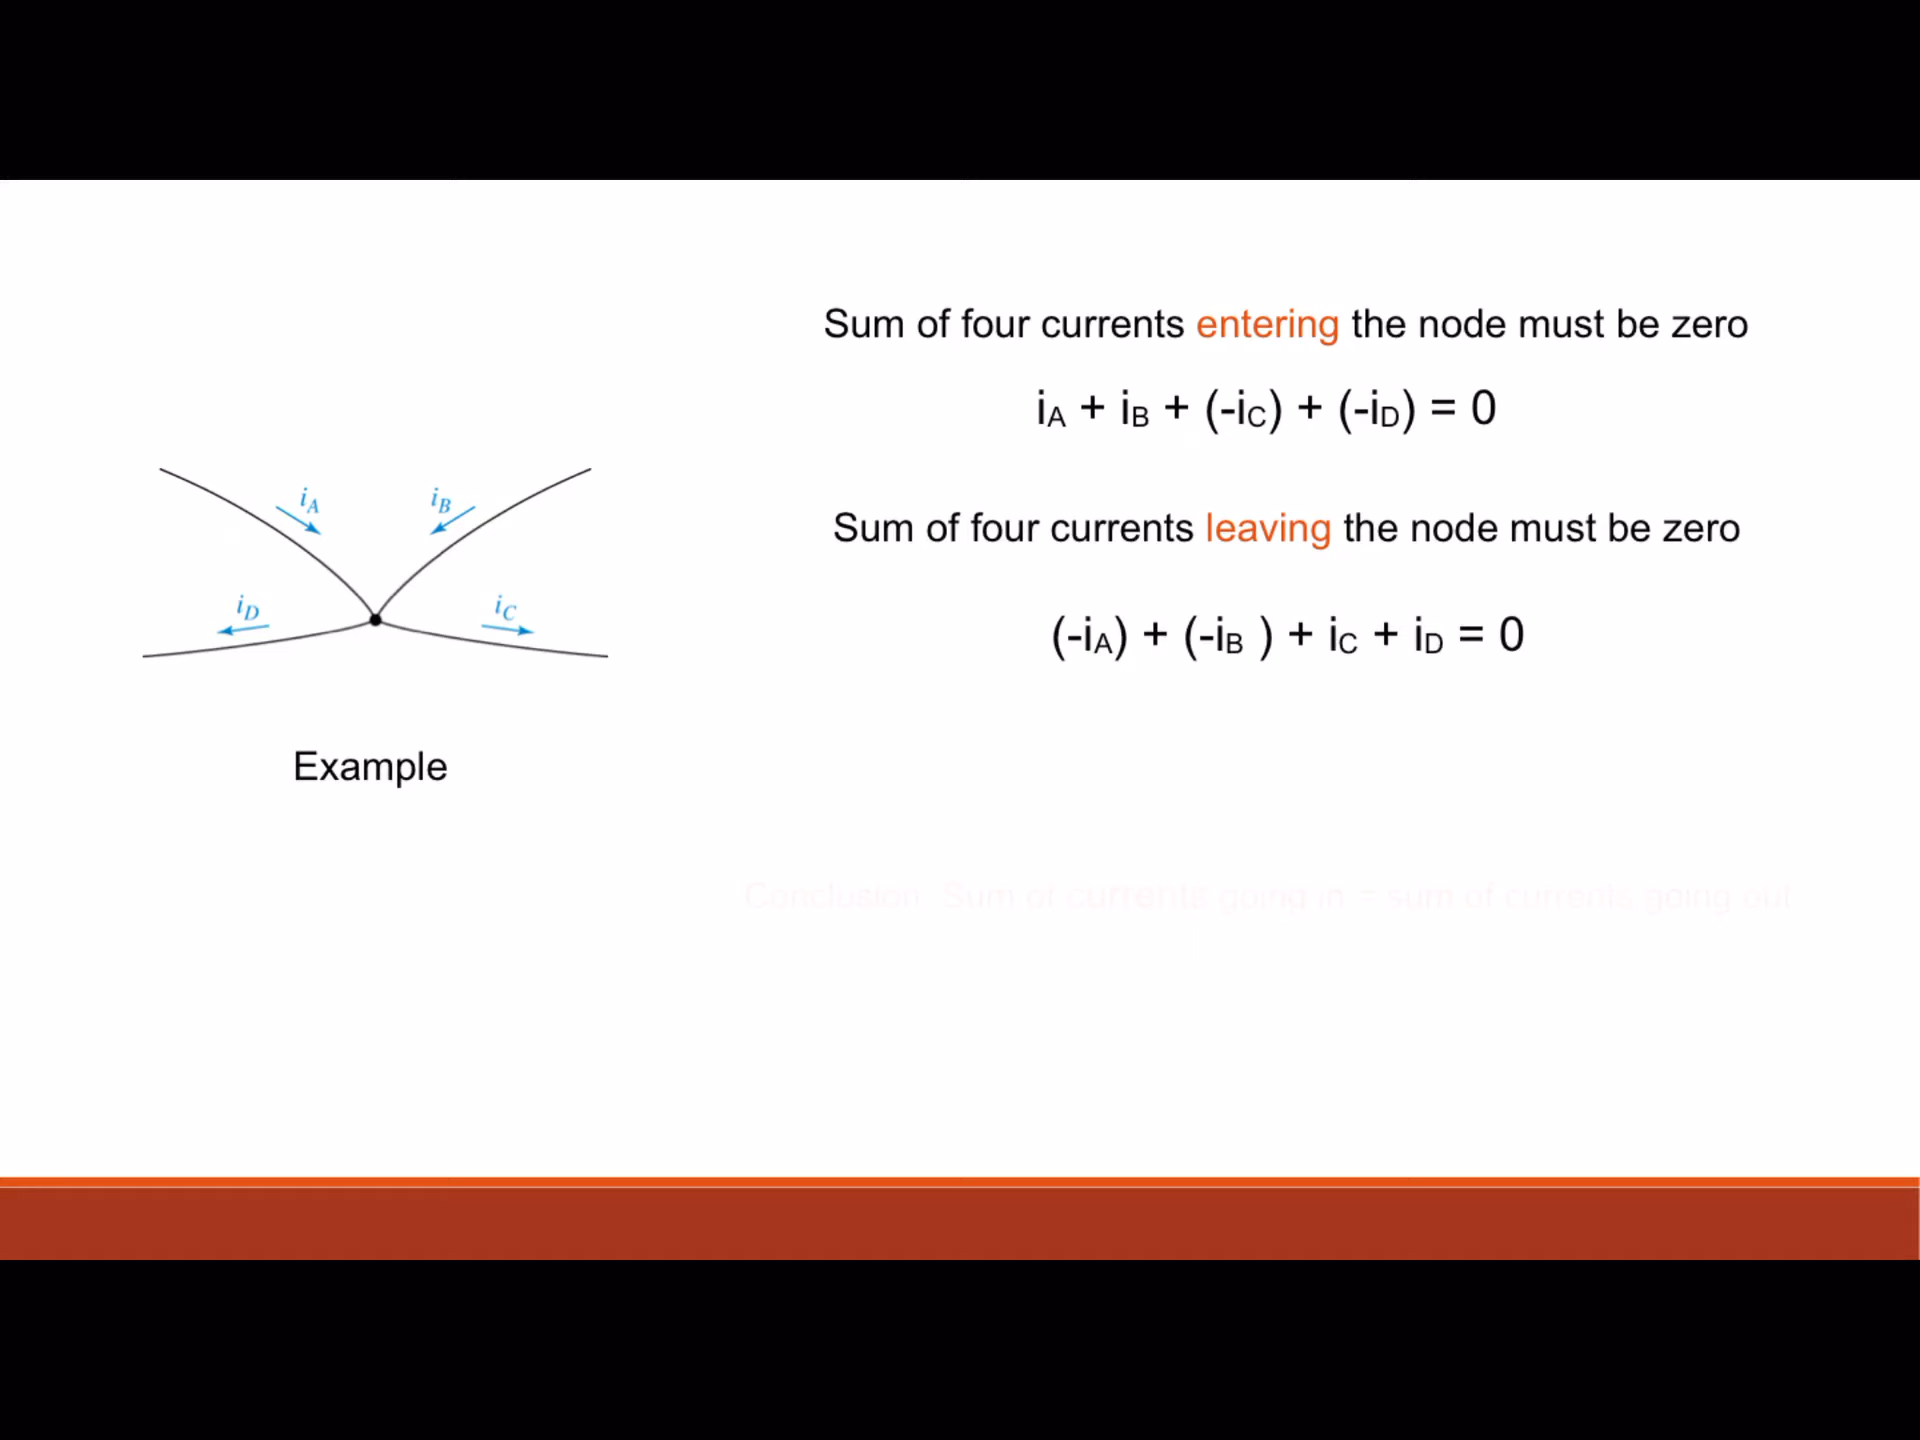 Sum of four currents entering the node must be zero
iA + iB + (-iC) + (-iD) = 0
iA
iB
Sum of four currents leaving the node must be zero
iD
iC
(-iA) + (-iB ) + iC + iD = 0
Example
Conclusion: Sum of currents going in = sum of currents going out